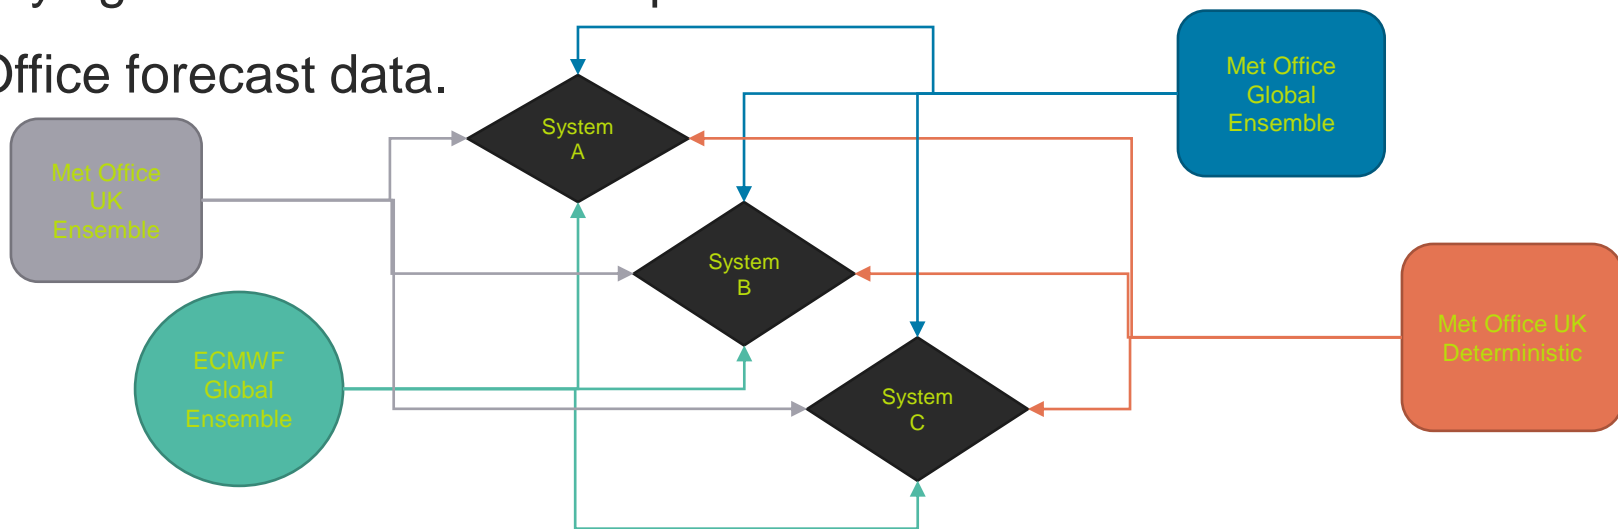 Office forecast data.
Met Office
Global
Ensemble
System
A
Met Office
UK
Ensemble
System
B
Met Office UK
Deterministic
ECMWF
Global
Ensemble
System
C